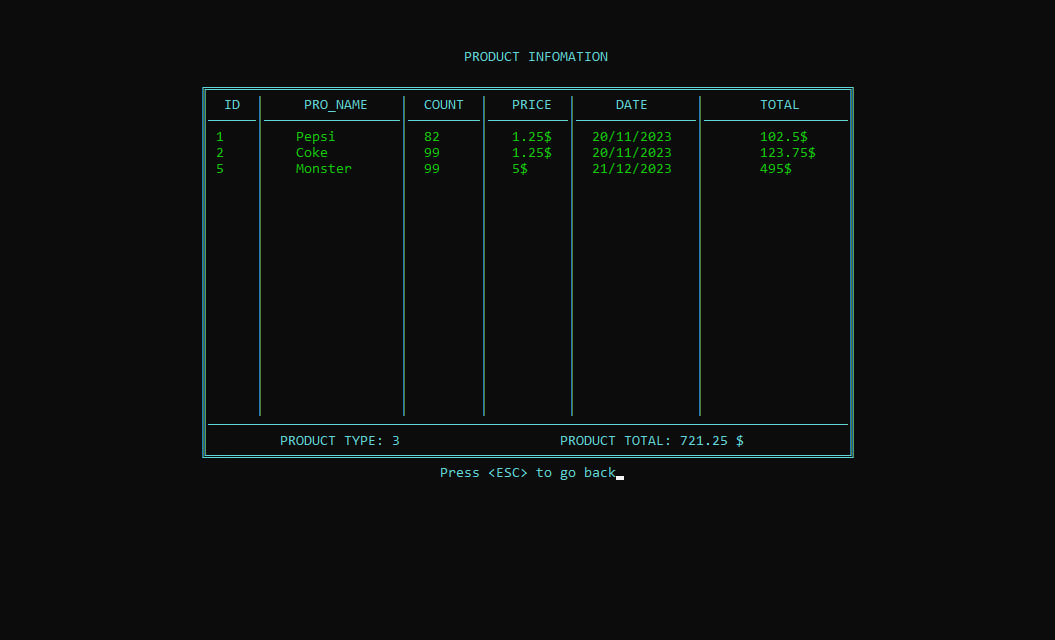 PRODUCT INFOMATION
ID PRO_NAME COUNT PRICE DATE TOTAL
1 Pepsi 82 1.25$ 20/11/2023 102.5$
2 Coke 99 1.25$ 20/11/2023 123.75$
5 Monster 99 5$ 21/12/2023 495$
PRODUCT TYPE: 3 PRODUCT TOTAL: 721.25 $
Press <ESC> to go back